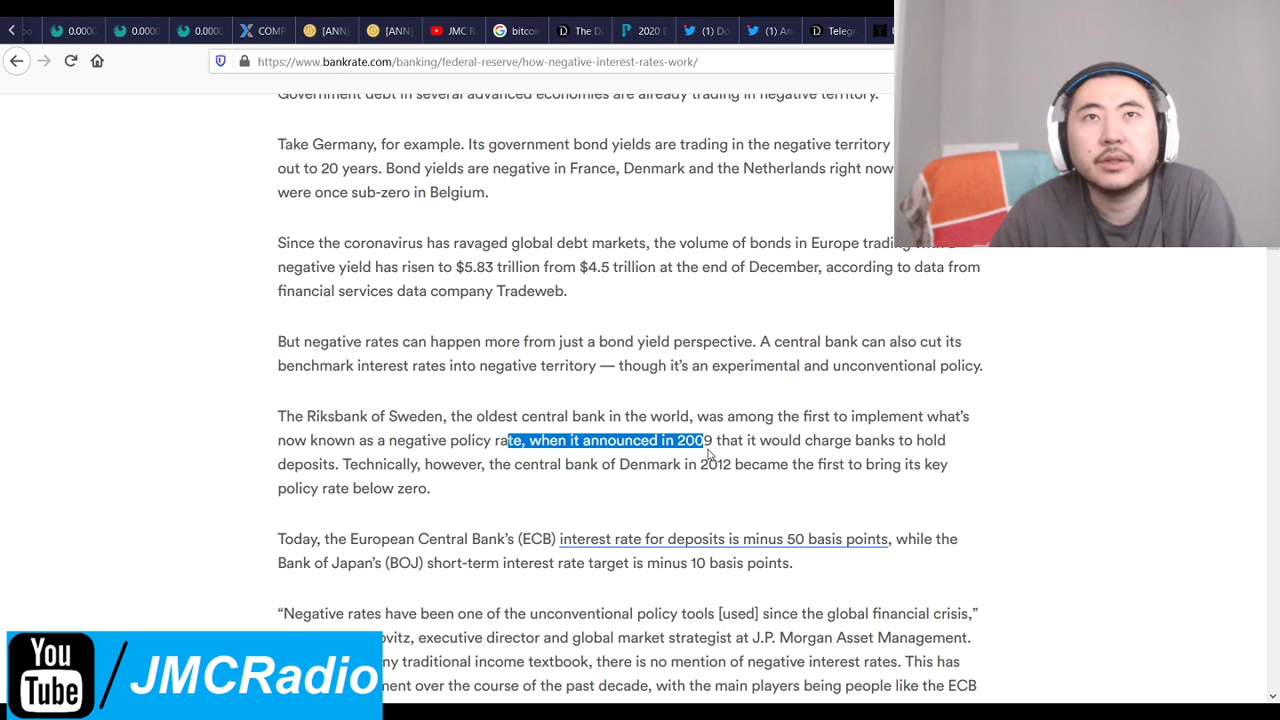 0.0000
0.0000
0.0000
COMP
[ANN]
[ANN]
JMC R
bitcoi
The Da
2020 E
(1) Do
(1) An
Telegr
https://www.bankrate.com/banking/federal-reserve/how-negative-interest-rates-work/
Government debt in several advanced economies are already trading in negative territory.
Take Germany, for example. Its government bond yields are trading in the negative territory
out to 20 years. Bond yields are negative in France, Denmark and the Netherlands right now
were once sub-zero in Belgium.
Since the coronavirus has ravaged global debt markets, the volume of bonds in Europe trading with a
negative yield has risen to $5.83 trillion from $4.5 trillion at the end of December, according to data from
financial services data company Tradeweb.
But negative rates can happen more from just a bond yield perspective. A central bank can also cut its
benchmark interest rates into negative territory — though it’s an experimental and unconventional policy.
The Riksbank of Sweden, the oldest central bank in the world, was among the first to implement what’s
now known as a negative policy rate, when it announced in 2009 that it would charge banks to hold
deposits. Technically, however, the central bank of Denmark in 2012 became the first to bring its key
policy rate below zero.
Today, the European Central Bank’s (ECB) interest rate for deposits is minus 50 basis points, while the
Bank of Japan’s (BOJ) short-term interest rate target is minus 10 basis points.
“Negative rates have been one of the unconventional policy tools [used] since the global financial crisis,”
ovitz, executive director and global market strategist at J.P. Morgan Asset Management.
ny traditional income textbook, there is no mention of negative interest rates. This has
ment over the course of the past decade, with the main players being people like the ECB
You
Tube
/ JMCRadio